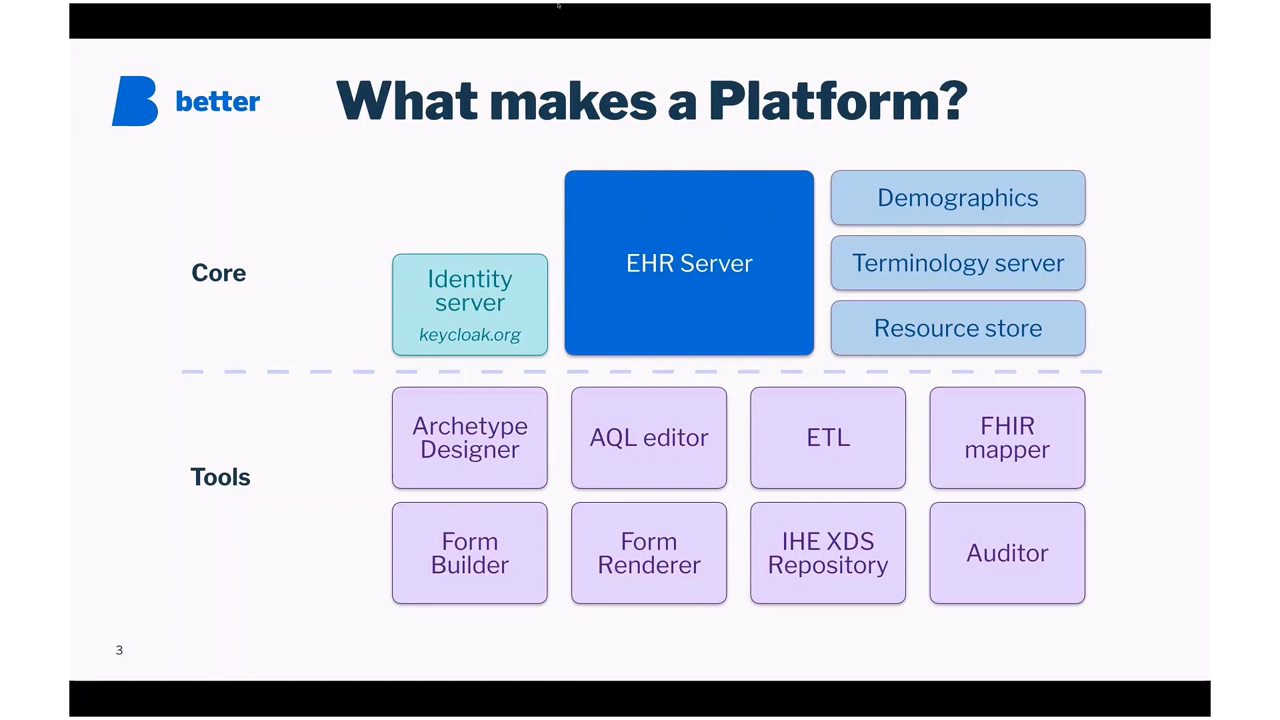 better
What makes a Platform?
Core
Identity
server
keycloak.org
EHR Server
Demographics
Terminology server
Resource store
Tools
Archetype
Designer
AQL editor
ETL
FHIR
mapper
Form
Builder
Form
Renderer
IHE XDS
Repository
Auditor
3